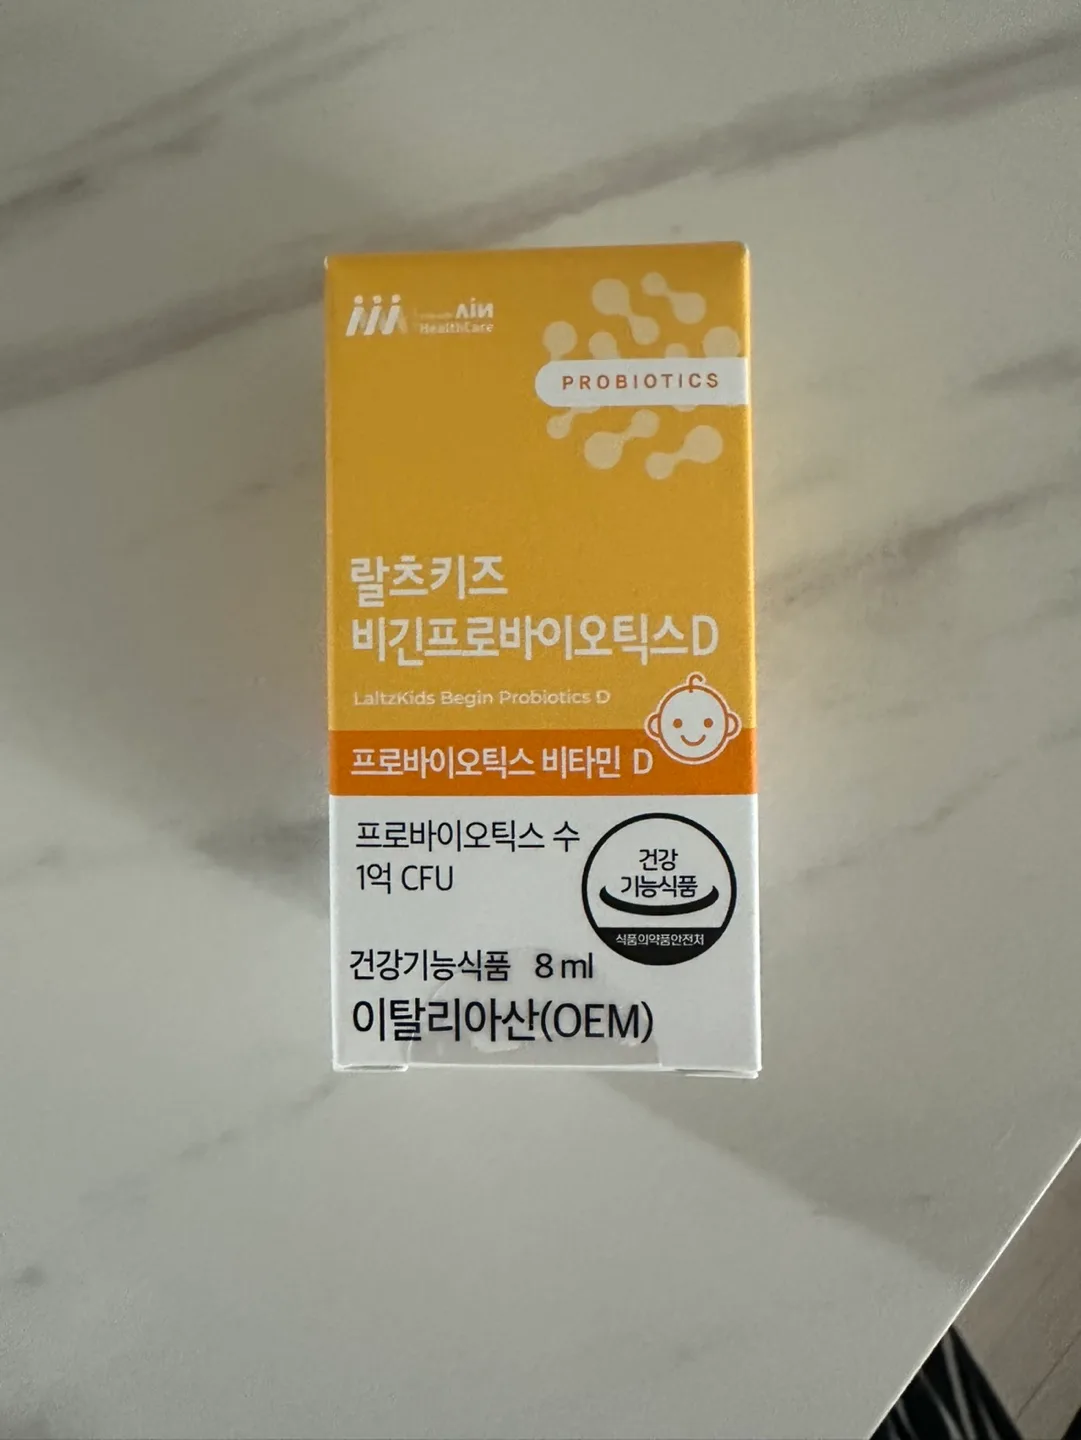 AiN
HealthCare
PROBIOTICS
랄츠키즈
비긴프로바이오틱스D
LaltzKids Begin Probiotics D
프로바이오틱스 비타민 D
프로바이오틱스 수
1억 CFU
건강
기능식품
식품의약품안전처
건강기능식품 8 ml
이탈리아산(OEM)